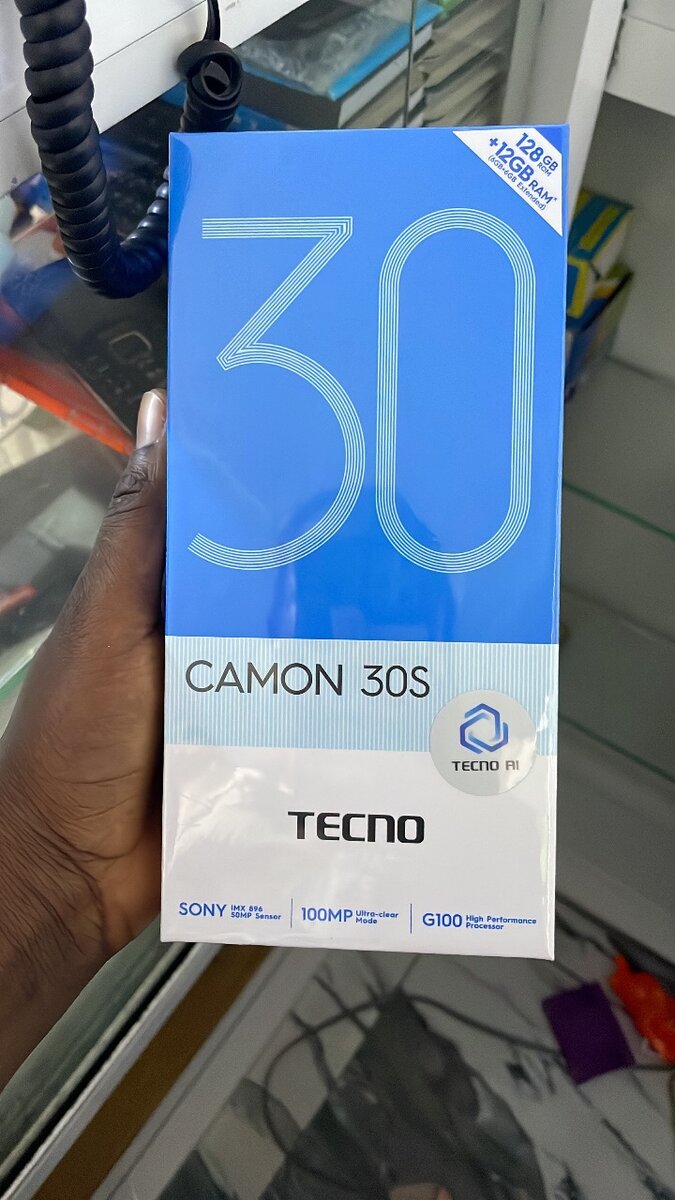 128GB ROM
+12GB RAM*
(6GB+6GB Extended)
30
CAMON 30S
TECNO AI
TECNO
SONY IMX 896 50MP Sensor
100MP Ultra-clear Mode
G100 High Performance Processor